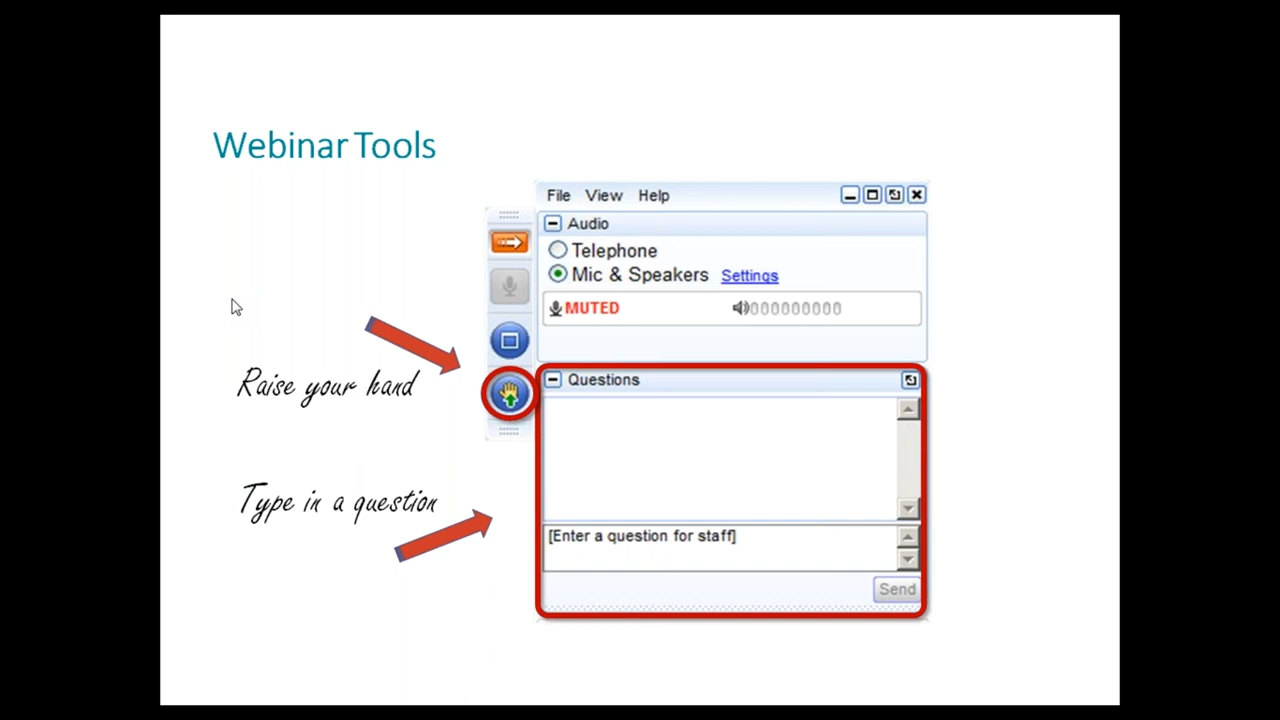 Webinar Tools
File View Help
Audio
Telephone
Mic & Speakers Settings
MUTED
Raise your hand
Questions
Type in a question
[Enter a question for staff]
Send